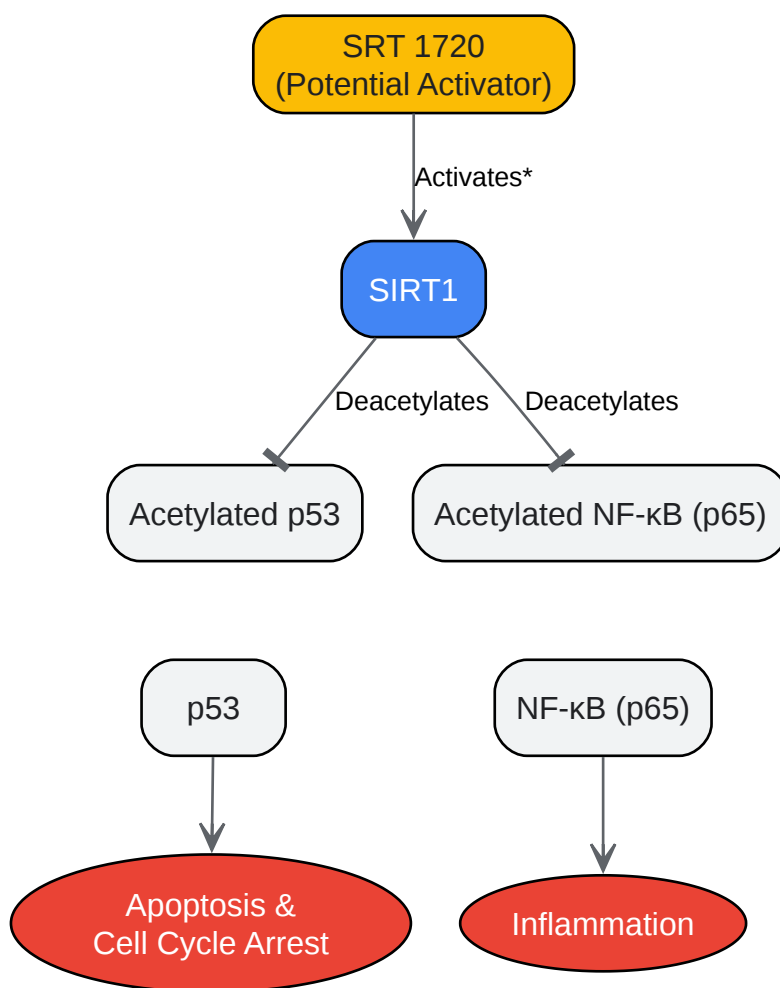 SRT 1720
(Potential Activator)
Activates*
SIRT1
Deacetylates
Deacetylates
Acetylated p53
Acetylated NF-κB (p65)
p53
NF-κB (p65)
Apoptosis &
Cell Cycle Arrest
Inflammation